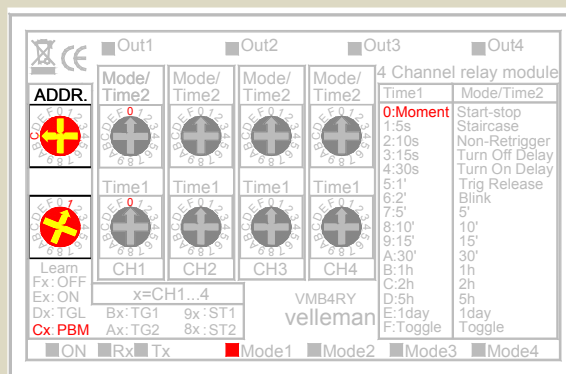 Out1 Out2 Out3 Out4
4 Channel relay module
ADDR.
Mode/ Time2 Mode/ Time2 Mode/ Time2 Mode/ Time2
Time1 Mode/Time2
0:Moment Start-stop
1:5s Staircase
2:10s Non-Retrigger
3:15s Turn Off Delay
4:30s Turn On Delay
5:1' Trig Release
6:2' Blink
7:5' 5'
8:10' 10'
9:15' 15'
A:30' 30'
B:1h 1h
C:2h 2h
D:5h 5h
E:1day 1day
F:Toggle Toggle
Time1 Time1 Time1 Time1
CH1 CH2 CH3 CH4
Learn
Fx:OFF
Ex:ON
Dx:TGL
Cx:PBM
x=CH1...4
Bx:TG1 9x:ST1
Ax:TG2 8x:ST2
VMB4RY
velleman
ON Rx Tx Mode1 Mode2 Mode3 Mode4